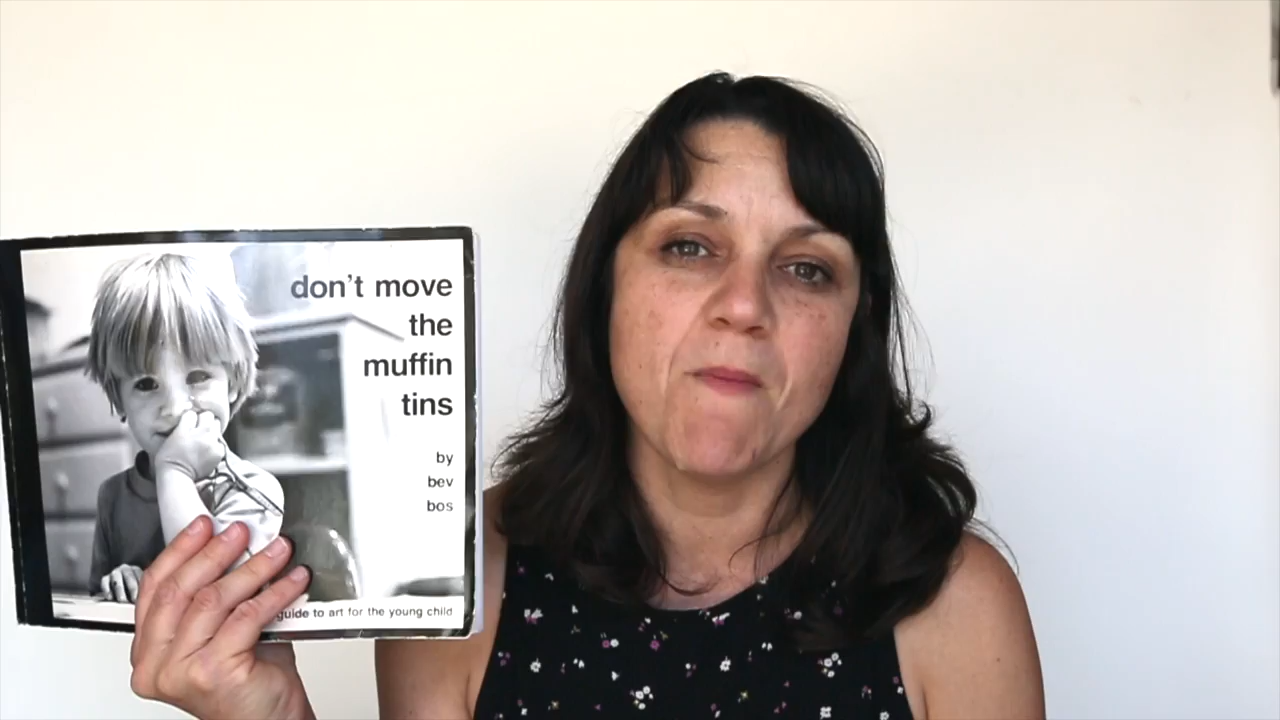 don't move
the
muffin
tins
by
bev
bos
guide to art for the young child